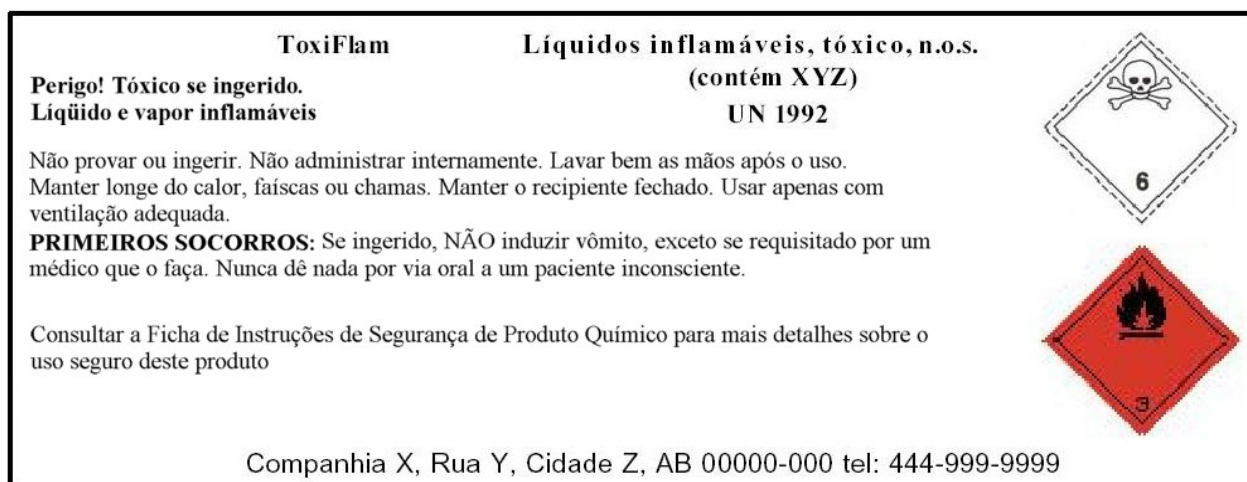 ToxiFlam
Perigo! Tóxico se ingerido.
Líqüido e vapor inflamáveis
Líquidos inflamáveis, tóxico, n.o.s.
(contém XYZ)
UN 1992
Não provar ou ingerir. Não administrar internamente. Lavar bem as mãos após o uso.
Manter longe do calor, faíscas ou chamas. Manter o recipiente fechado. Usar apenas com
ventilação adequada.
PRIMEIROS SOCORROS: Se ingerido, NÃO induzir vômito, exceto se requisitado por um
médico que o faça. Nunca dê nada por via oral a um paciente inconsciente.
Consultar a Ficha de Instruções de Segurança de Produto Químico para mais detalhes sobre o
uso seguro deste produto
6
3
Companhia X, Rua Y, Cidade Z, AB 00000-000 tel: 444-999-9999